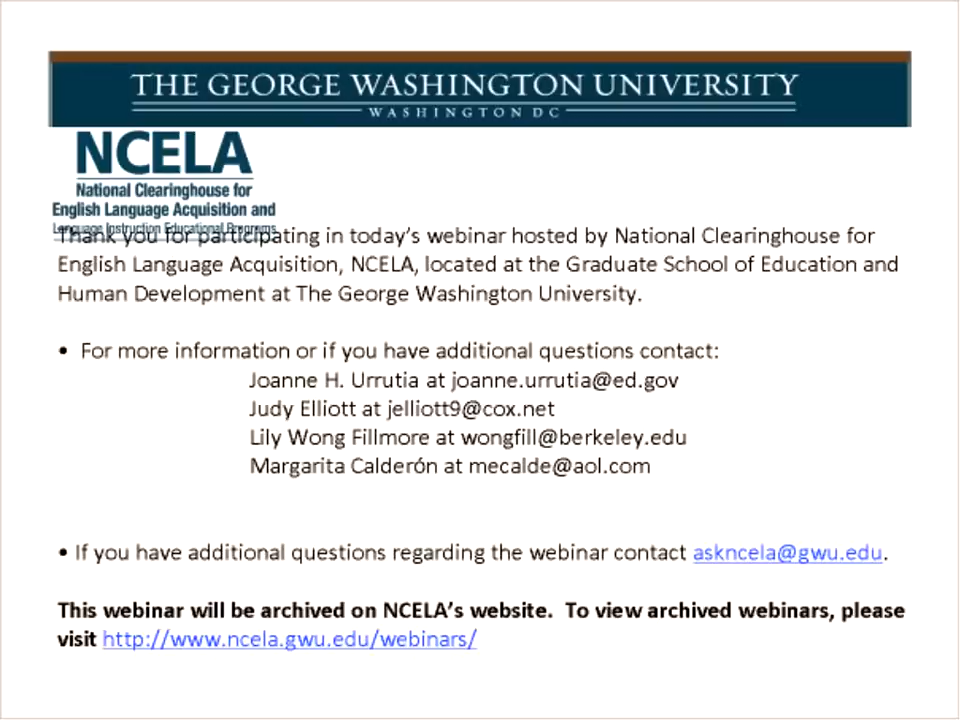 THE GEORGE WASHINGTON UNIVERSITY
WASHINGTON DC
NCELA
National Clearinghouse for
English Language Acquisition and
Language Instruction Educational Programs
Thank you for participating in today's webinar hosted by National Clearinghouse for
English Language Acquisition, NCELA, located at the Graduate School of Education and
Human Development at The George Washington University.
• For more information or if you have additional questions contact:
Joanne H. Urrutia at joanne.urrutia@ed.gov
Judy Elliott at jelliott9@cox.net
Lily Wong Fillmore at wongfill@berkeley.edu
Margarita Calderón at mecalde@aol.com
• If you have additional questions regarding the webinar contact askncela@gwu.edu.
This webinar will be archived on NCELA's website. To view archived webinars, please
visit http://www.ncela.gwu.edu/webinars/